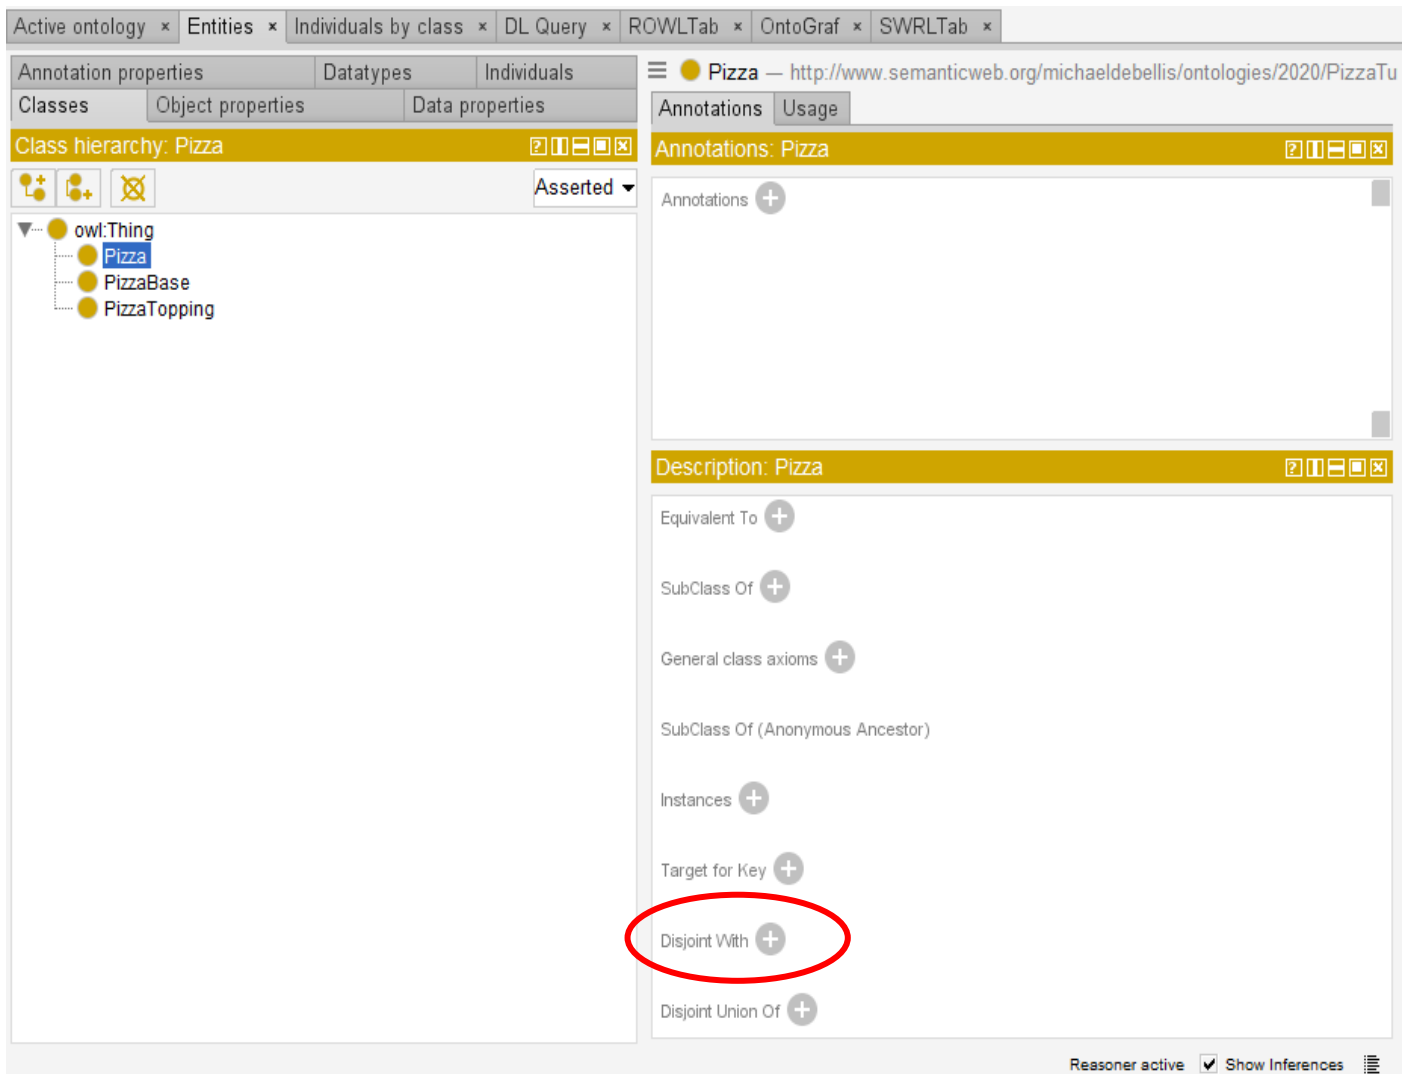 Active ontology × Entities × Individuals by class × DL Query × ROWLTab × OntoGraf × SWRLTab ×
Annotation properties Datatypes Individuals
Classes Object properties Data properties
Class hierarchy: Pizza
Asserted
owl:Thing
Pizza
PizzaBase
PizzaTopping
Pizza — http://www.semanticweb.org/michaeldebellis/ontologies/2020/PizzaTu
Annotations Usage
Annotations: Pizza
Annotations
Description: Pizza
Equivalent To
SubClass Of
General class axioms
SubClass Of (Anonymous Ancestor)
Instances
Target for Key
Disjoint With
Disjoint Union Of
Reasoner active Show Inferences